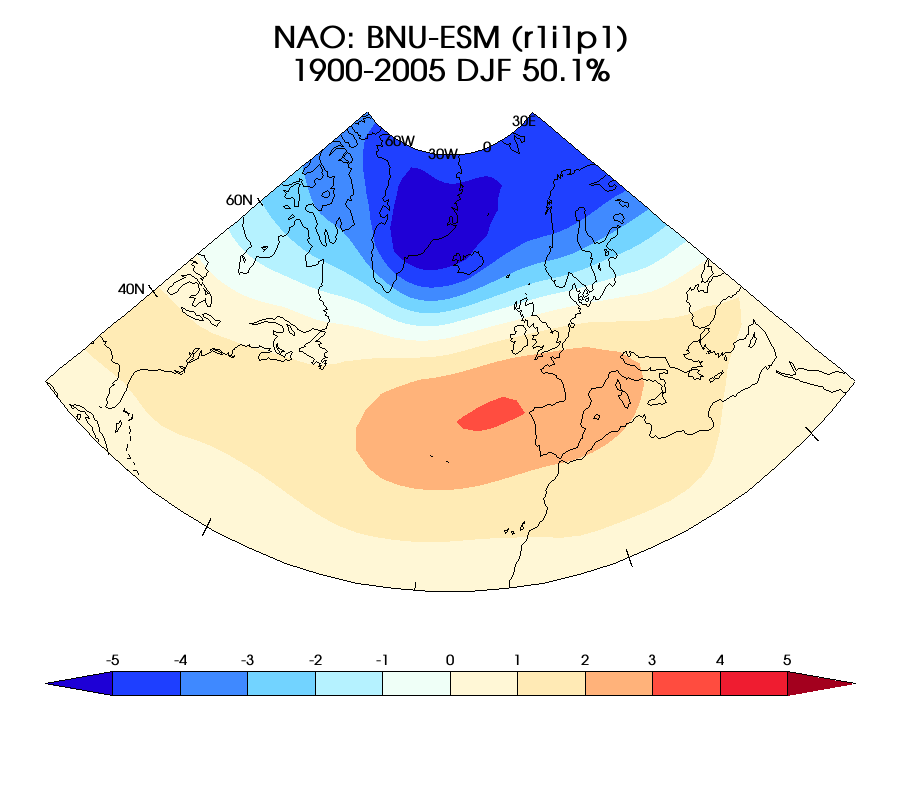 NAO: BNU-ESM (r1i1p1)
1900-2005 DJF 50.1%
30E
60W
30W
0
60N
40N
-5 -4 -3 -2 -1 0 1 2 3 4 5